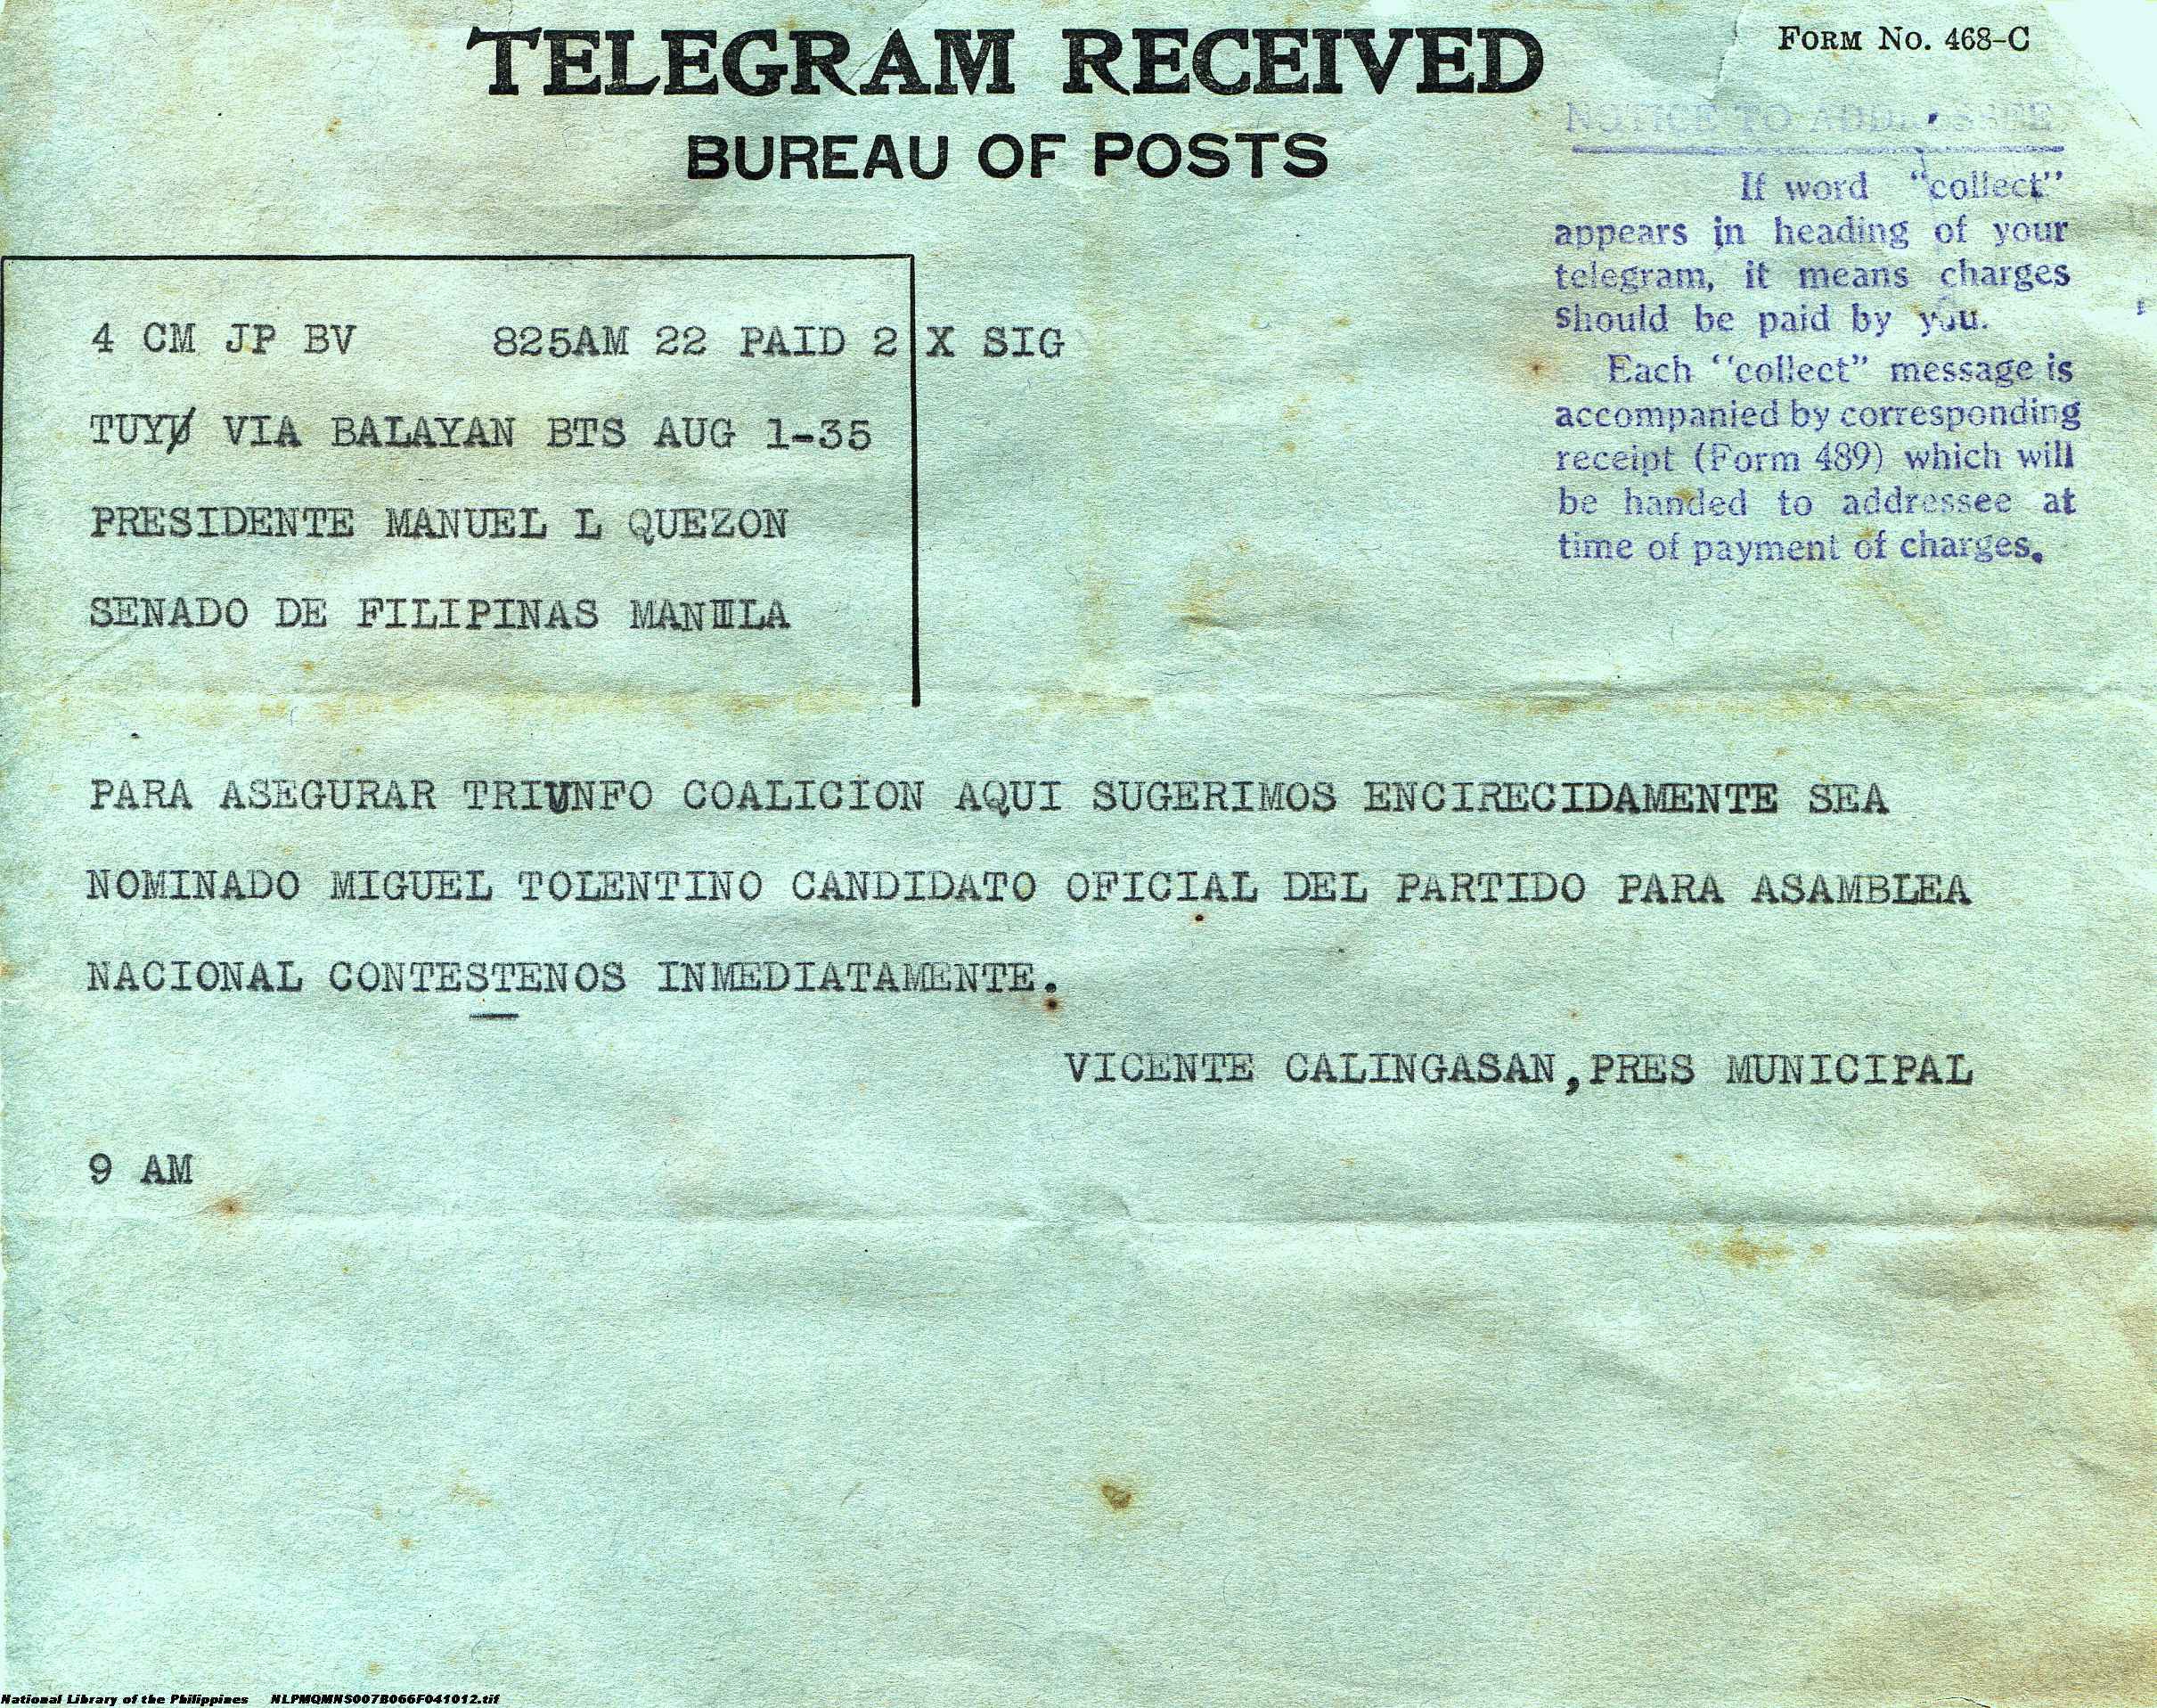 FORM NO. 468-C
TELEGRAM RECEIVED
BUREAU OF POSTS
NOTICE TO ADDRESSEE
If word "collect"
appears in heading of your
telegram, it means charges
should be paid by you.
Each "collect" message is
accompanied by corresponding
receipt (Form 489) which will
be handed to addressee at
time of payment of charges.
4 CM JP BV 825AM 22 PAID 2 X SIG
TUYU VIA BALAYAN BTS AUG 1-35
PRESIDENTE MANUEL L QUEZON
SENADO DE FILIPINAS MANILA
PARA ASEGURAR TRIUNFO COALICION AQUI SUGERIMOS ENCIRECIDAMENTE SEA
NOMINADO MIGUEL TOLENTINO CANDIDATO OFICIAL DEL PARTIDO PARA ASAMBLEA
NACIONAL CONTESTENOS INMEDIATAMENTE.
VICENTE CALINGASAN,PRES MUNICIPAL
9 AM
National Library of the Philippines NLPMQMNS007B066F041012.tif